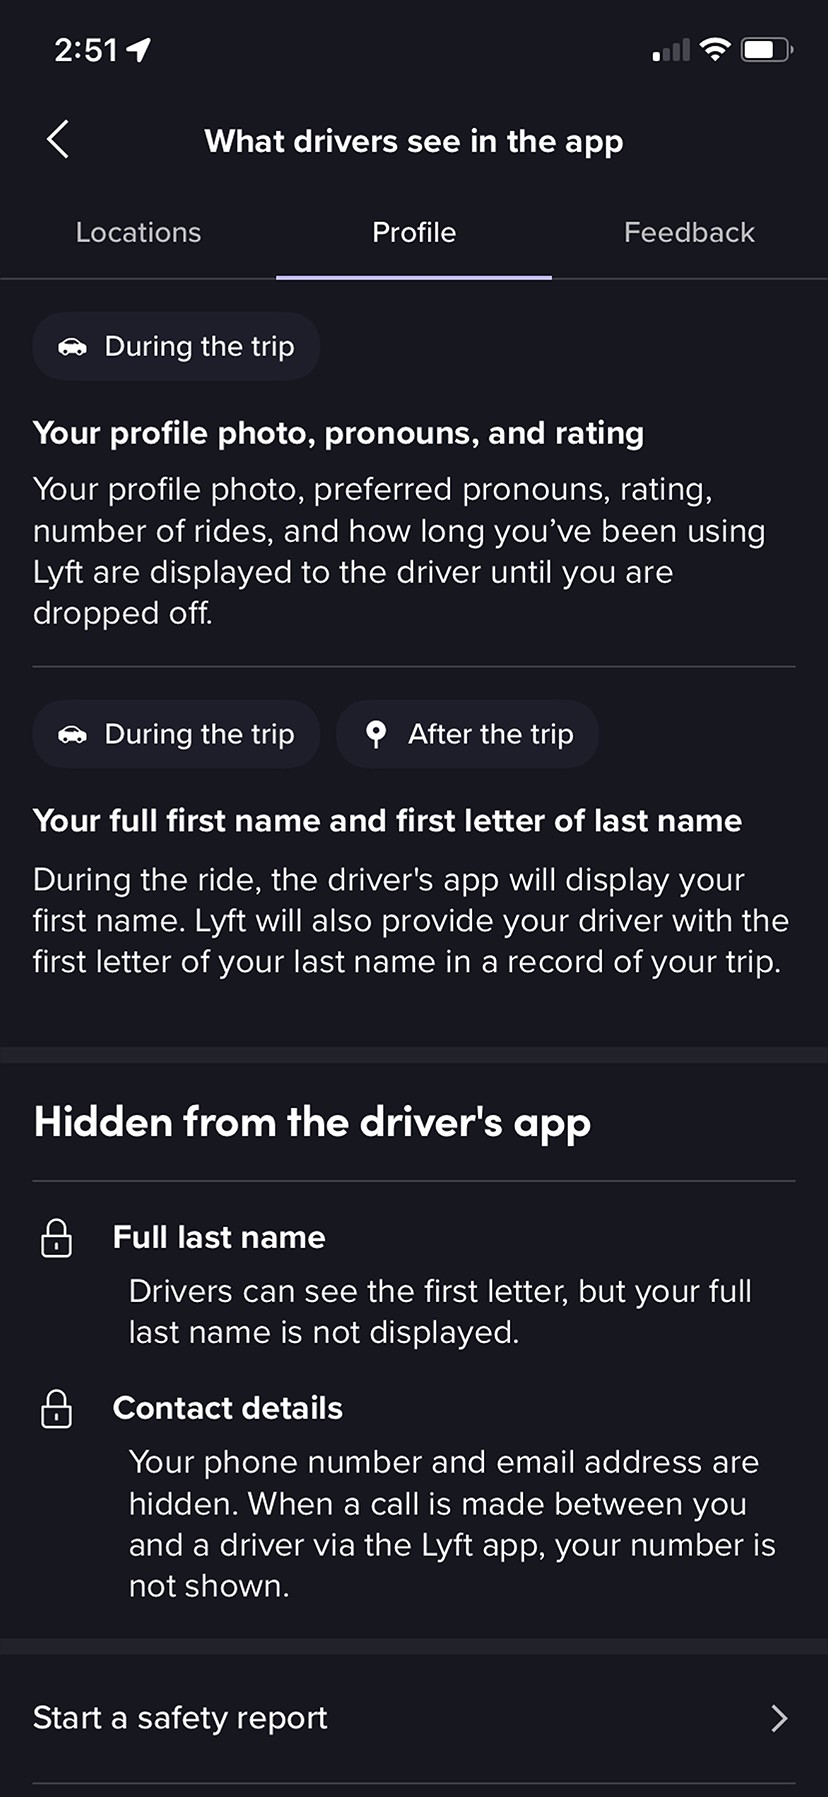 2:51
What drivers see in the app
Locations
Profile
Feedback
During the trip
Your profile photo, pronouns, and rating
Your profile photo, preferred pronouns, rating,
number of rides, and how long you’ve been using
Lyft are displayed to the driver until you are
dropped off.
During the trip
After the trip
Your full first name and first letter of last name
During the ride, the driver's app will display your
first name. Lyft will also provide your driver with the
first letter of your last name in a record of your trip.
Hidden from the driver's app
Full last name
Drivers can see the first letter, but your full
last name is not displayed.
Contact details
Your phone number and email address are
hidden. When a call is made between you
and a driver via the Lyft app, your number is
not shown.
Start a safety report